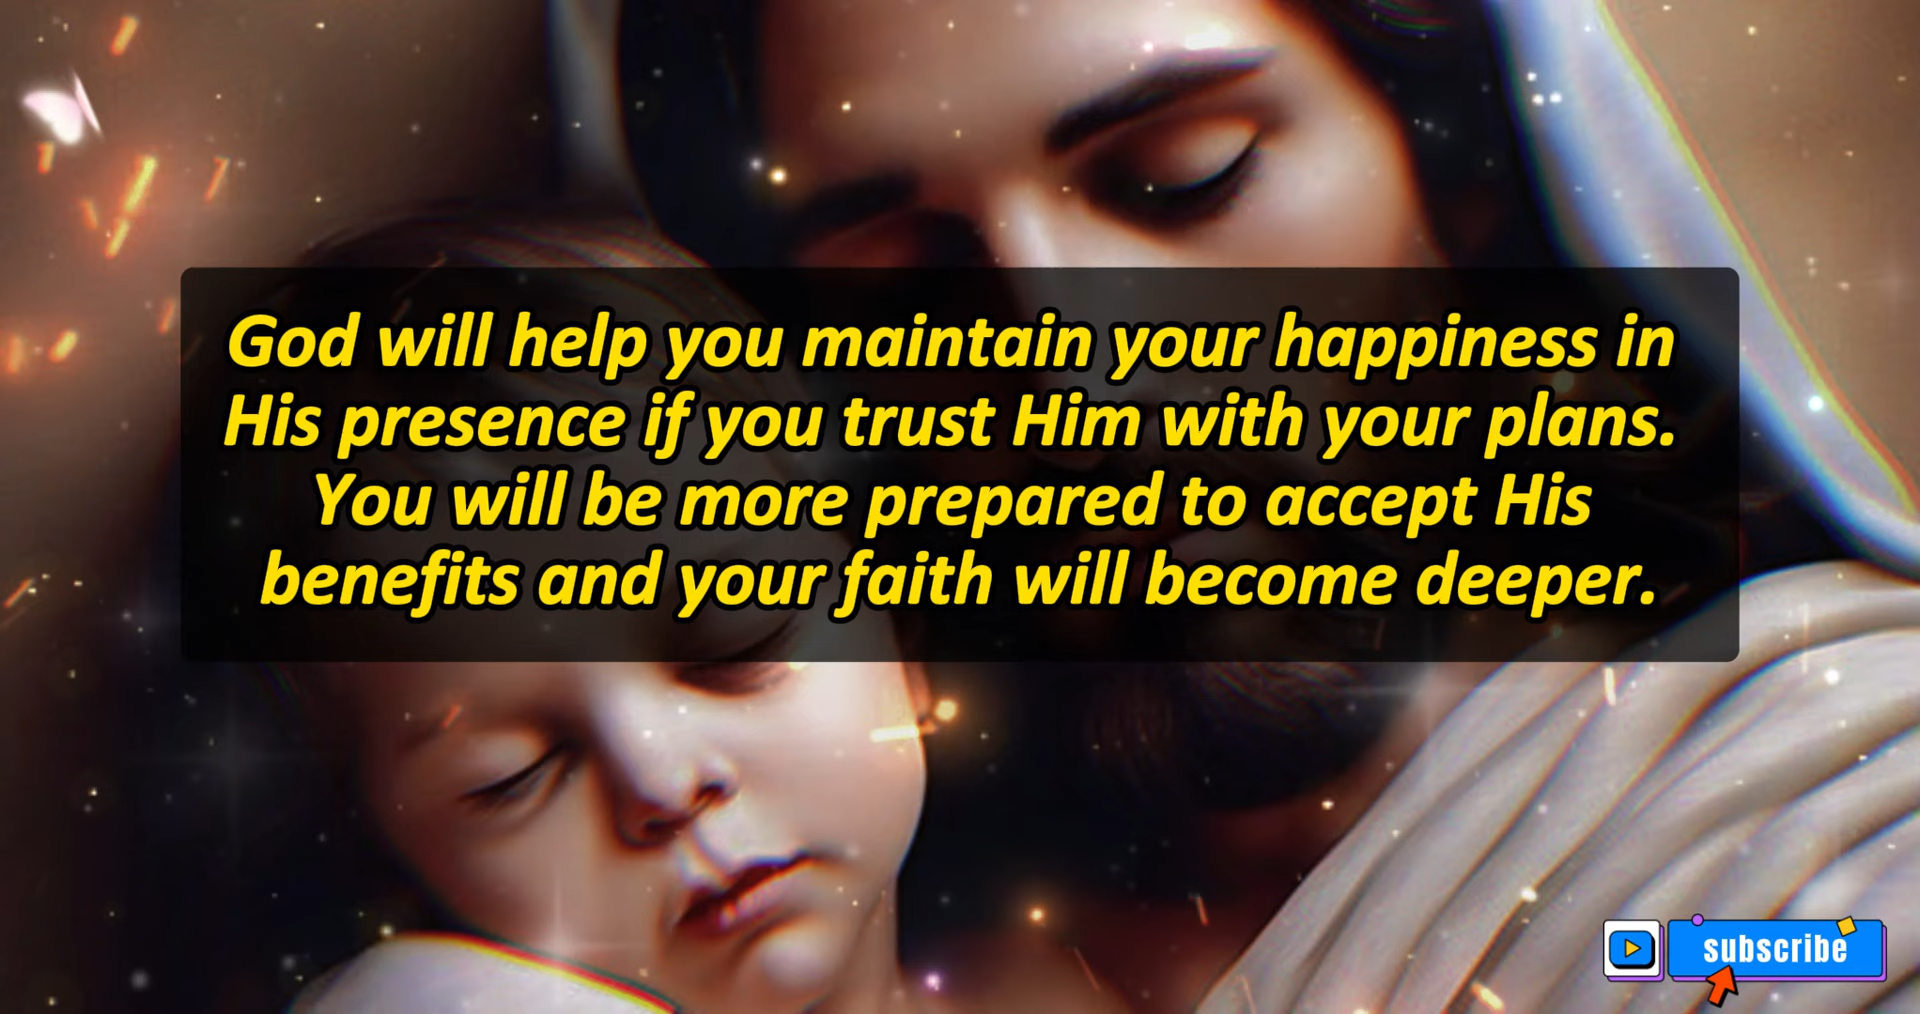 God will help you maintain your happiness in
His presence if you trust Him with your plans.
You will be more prepared to accept His
benefits and your faith will become deeper.
subscribe